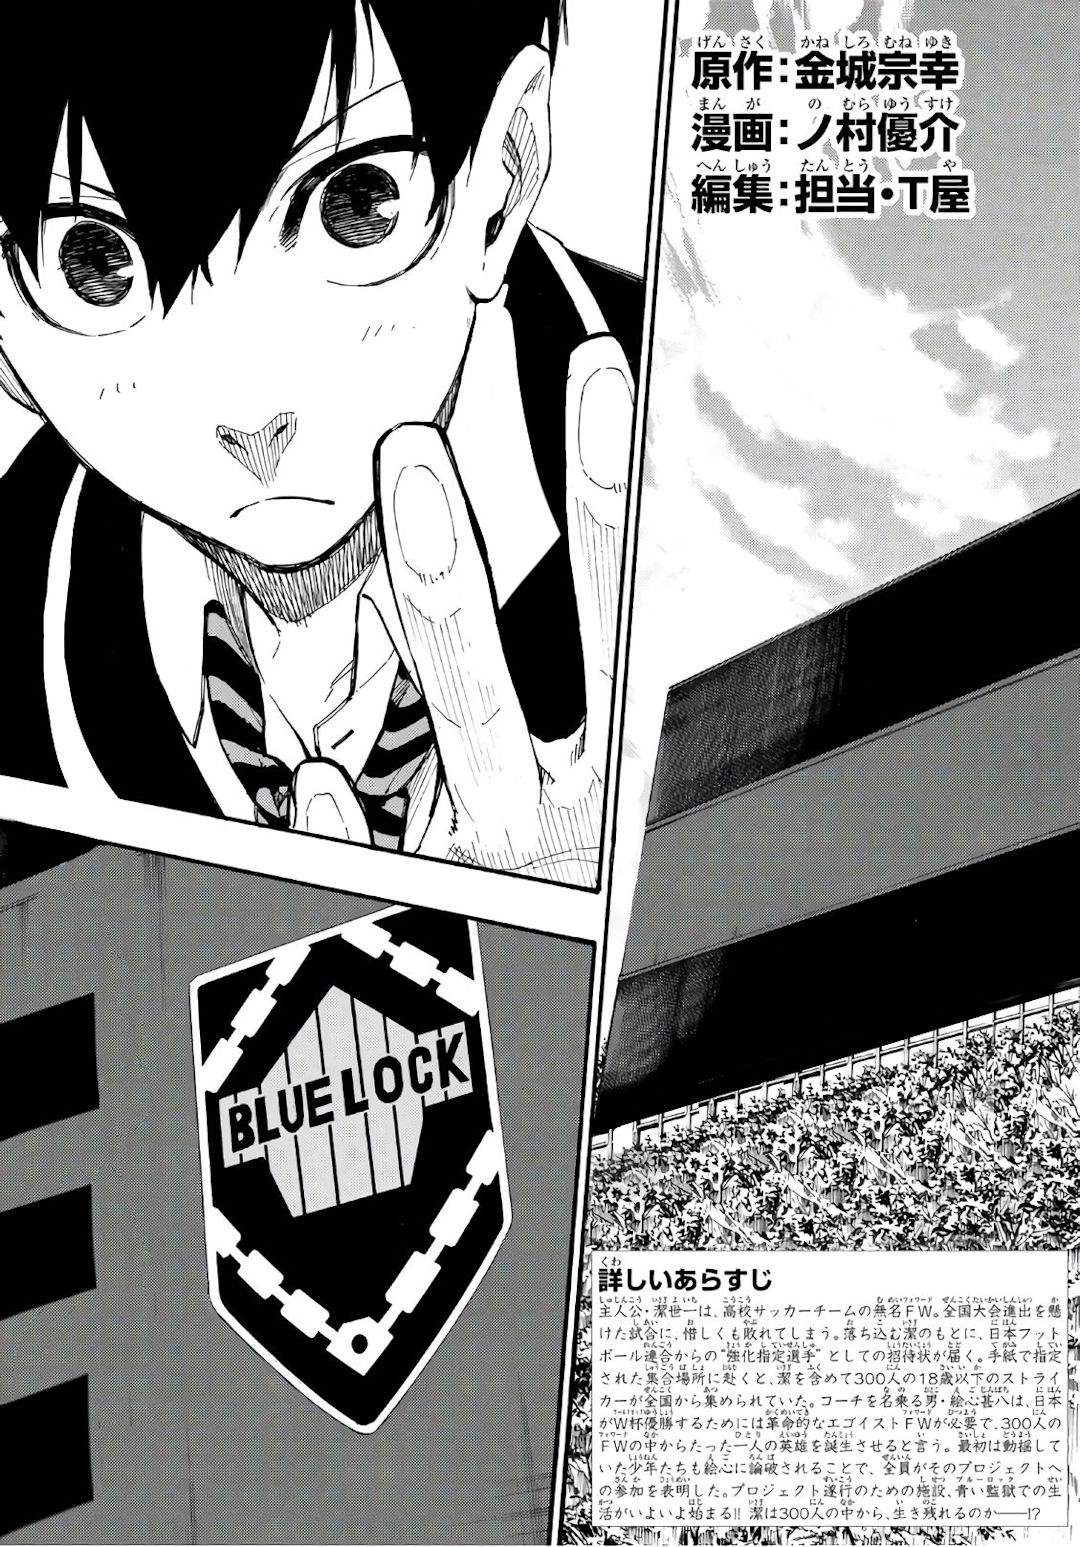 原作：金城宗幸
漫画：ノ村優介
編集：担当・T屋
BLUE LOCK
詳しいあらすじ
主人公・潔世一は、高校サッカーチームの無名FW。全国大会進出を懸
けた試合に、惜しくも敗れてしまう。落ち込む潔のもとに、日本フット
ボール連合からの“強化指定選手”としての招待状が届く。手紙で指定
された集合場所に赴くと、潔を含めて300人の18歳以下のストライ
カーが全国から集められていた。コーチを名乗る男・絵心甚八は、日本
がW杯優勝するためには革命的なエゴイストFWが必要で、300人の
FWの中からたった一人の英雄を誕生させると言う。最初は動揺して
いた少年たちも絵心に論破されることで、全員がそのプロジェクトへ
の参加を表明した。プロジェクト遂行のための施設、青い監獄での生
活がいよいよ始まる!! 潔は300人の中から、生き残れるのか――!?